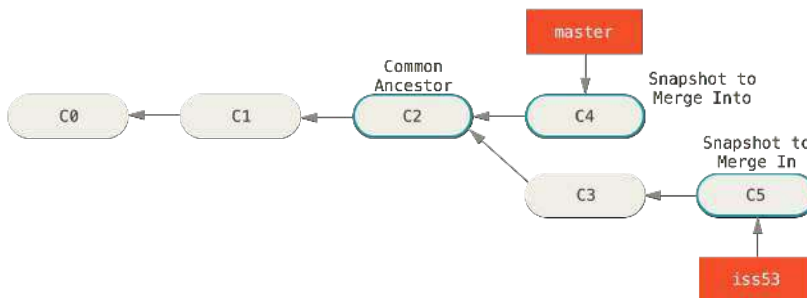 master
Common
Ancestor
Snapshot to
Merge Into
C0
C1
C2
C4
Snapshot to
Merge In
C3
C5
iss53